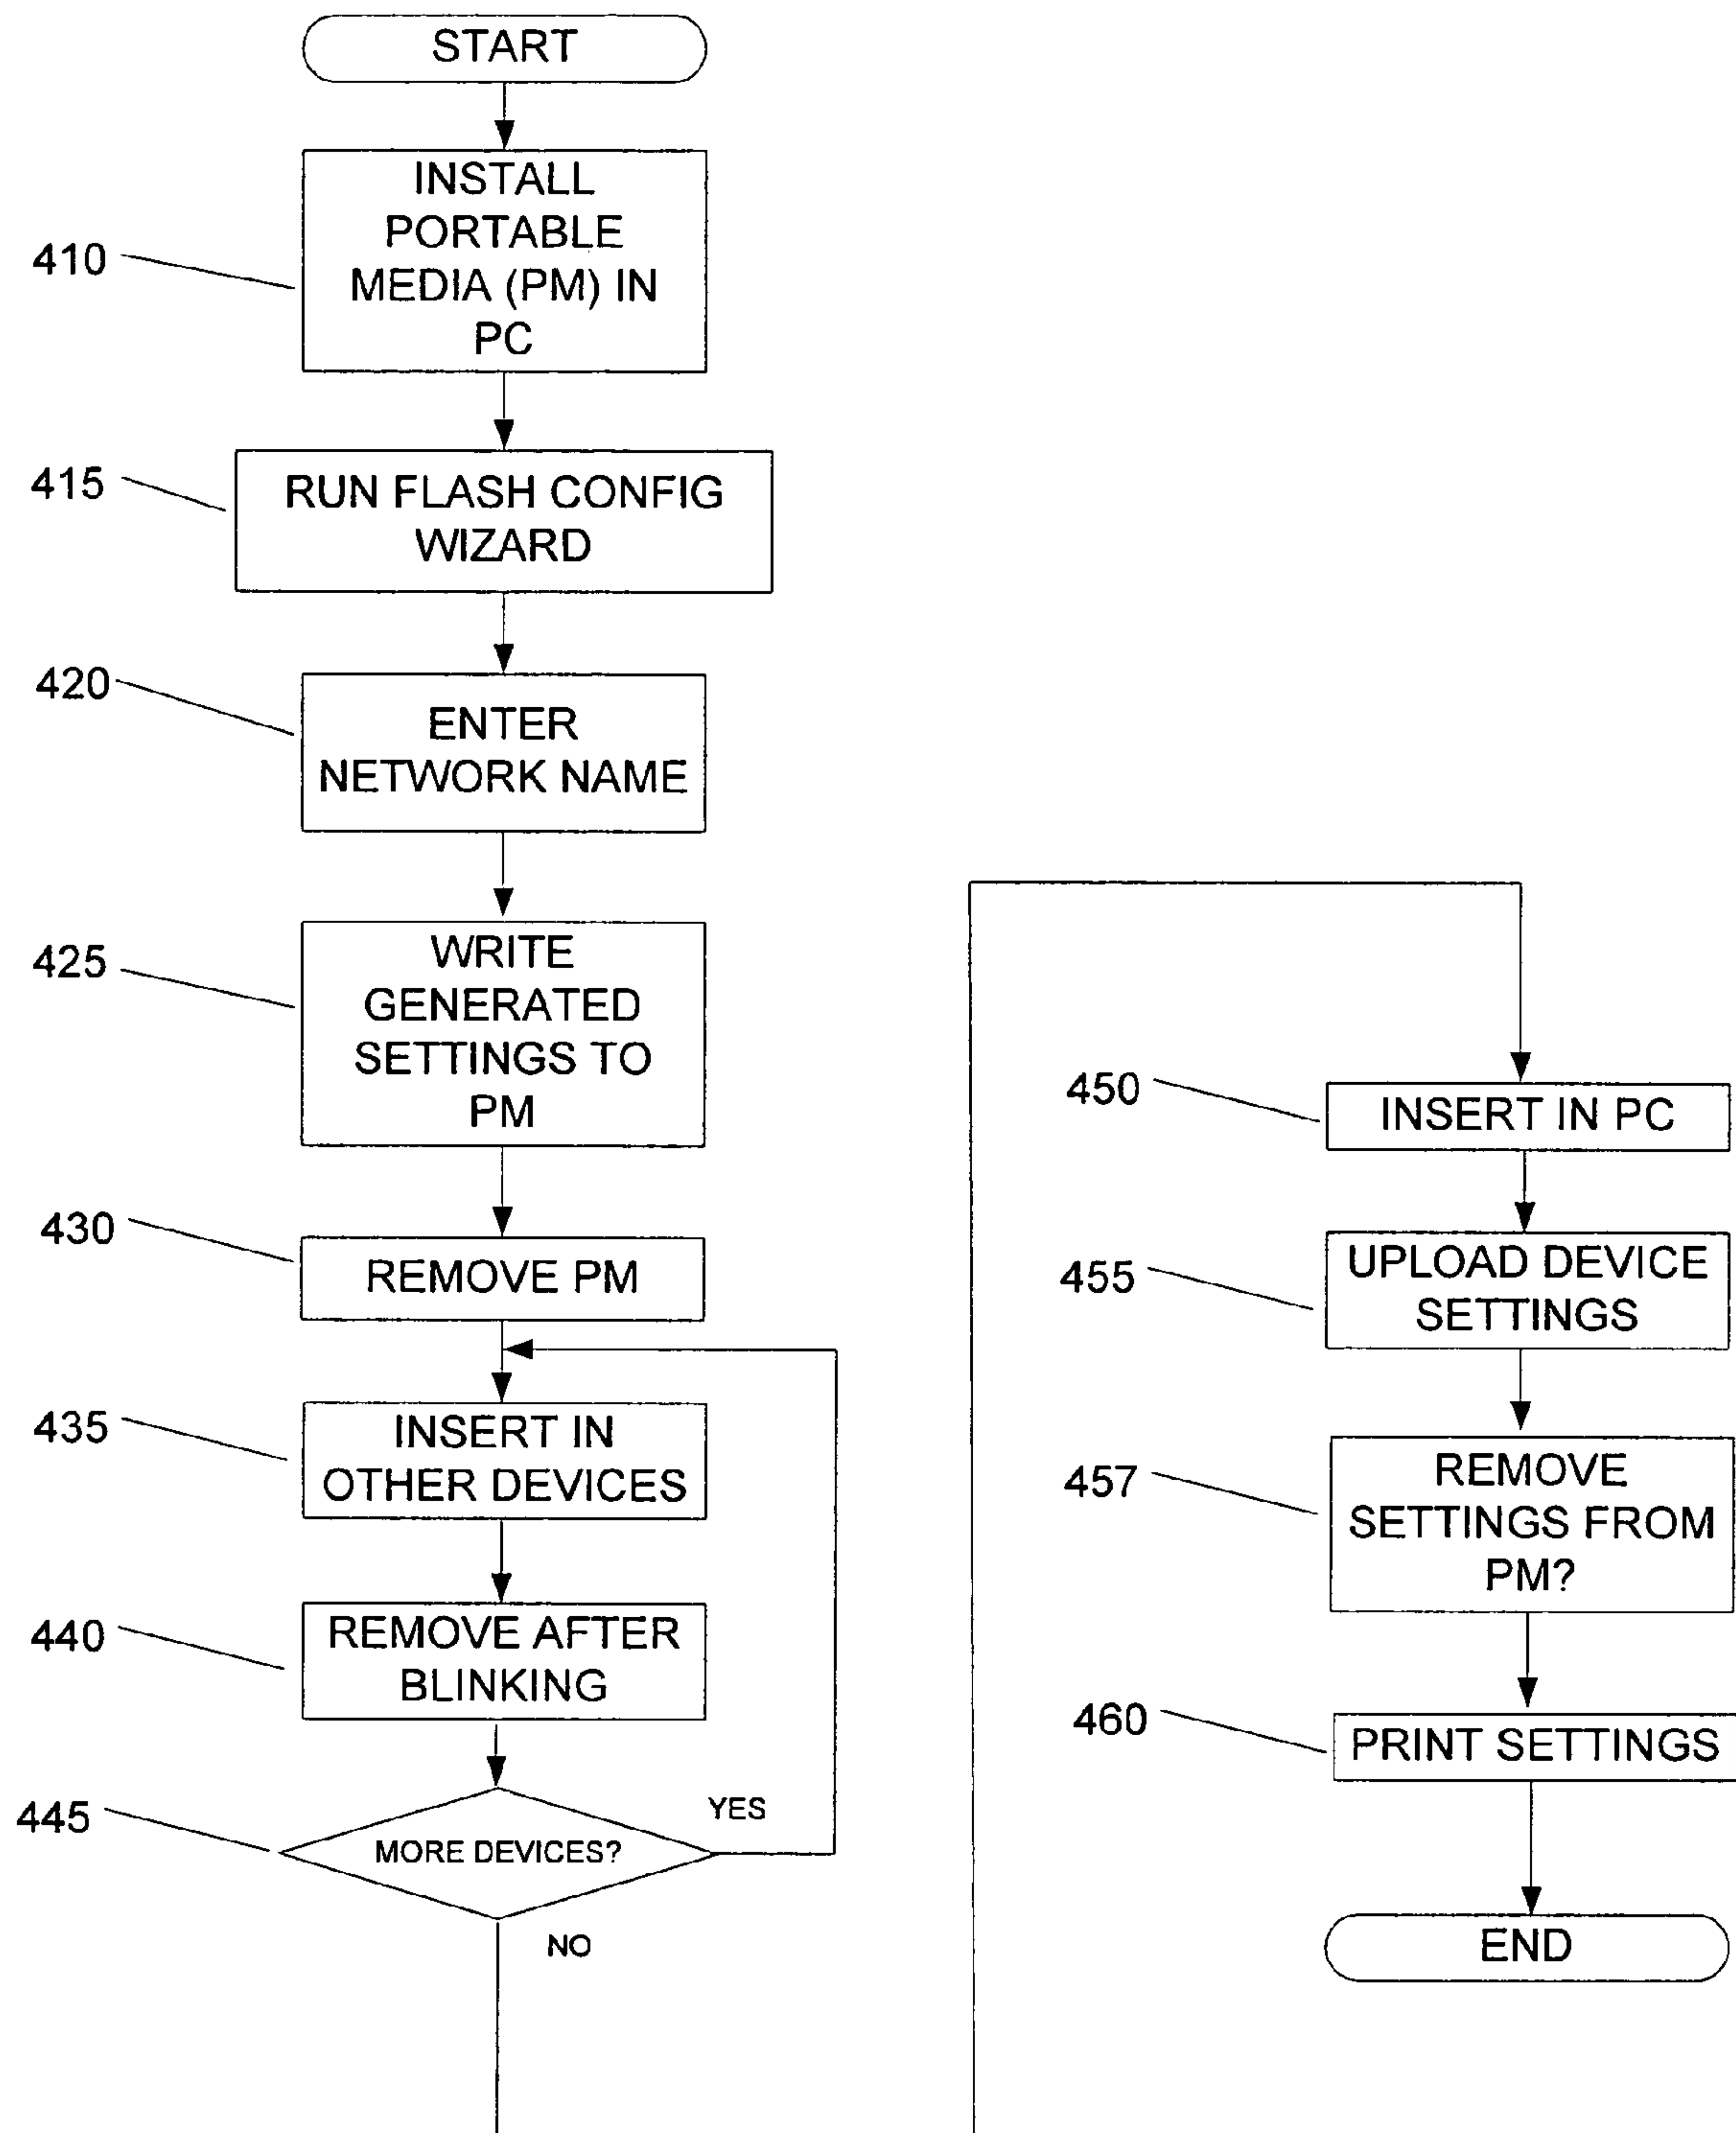 START
410
INSTALL
PORTABLE
MEDIA (PM) IN
PC
415
RUN FLASH CONFIG
WIZARD
420
ENTER
NETWORK NAME
425
WRITE
GENERATED
SETTINGS TO
PM
430
REMOVE PM
435
INSERT IN
OTHER DEVICES
440
REMOVE AFTER
BLINKING
445
MORE DEVICES?
YES
NO
450
INSERT IN PC
455
UPLOAD DEVICE
SETTINGS
457
REMOVE
SETTINGS FROM
PM?
460
PRINT SETTINGS
END